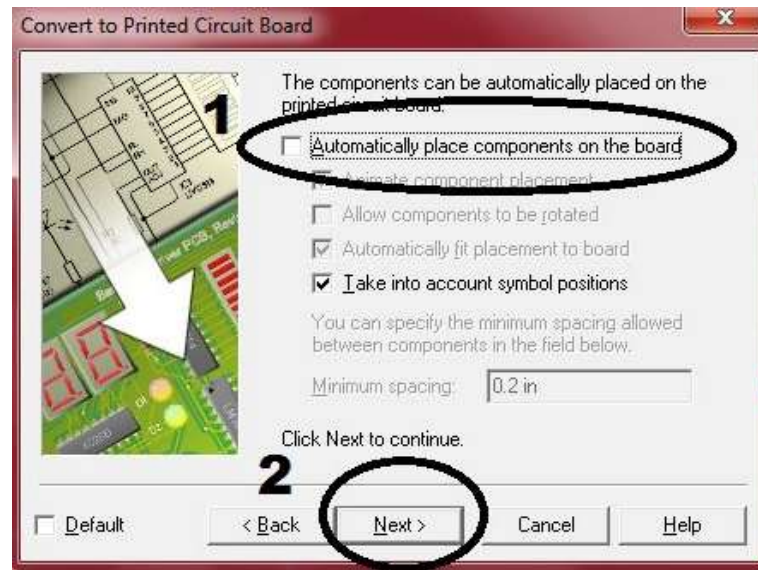 Convert to Printed Circuit Board
The components can be automatically placed on the
printed circuit board.
1
Automatically place components on the board
Animate component placement
Allow components to be rotated
Automatically fit placement to board
Take into account symbol positions
You can specify the minimum spacing allowed
between components in the field below.
Minimum spacing: 0.2 in
Click Next to continue.
2
Default
< Back
Next >
Cancel
Help